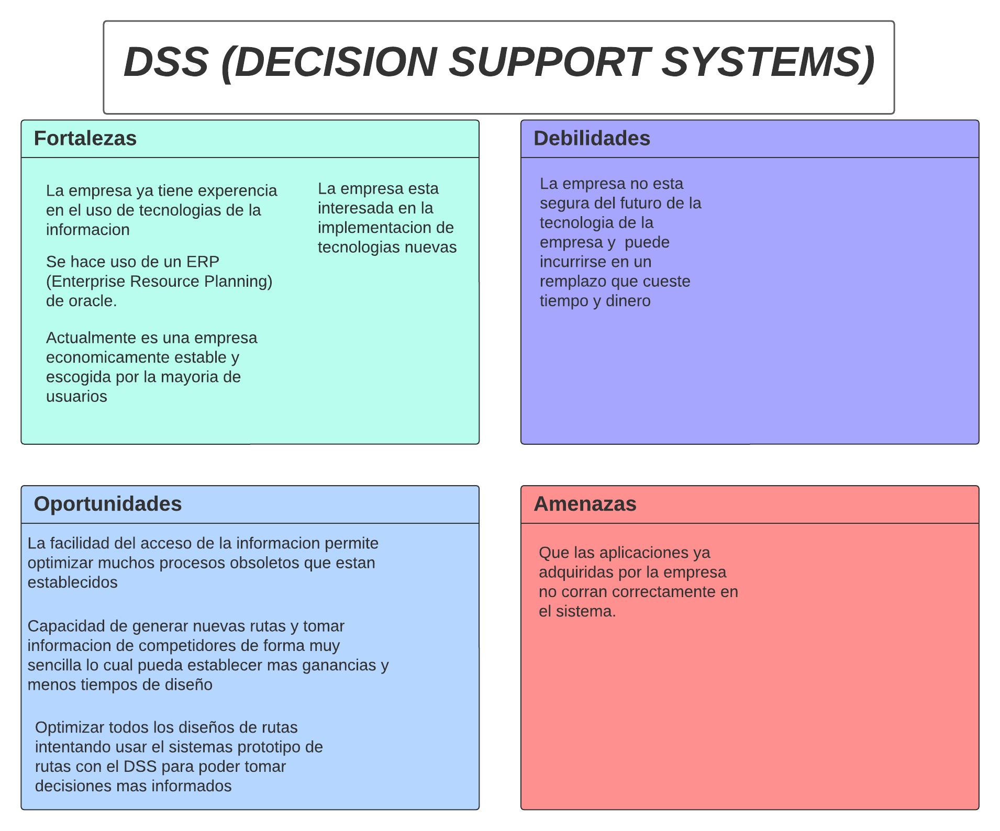 DSS (DECISION SUPPORT SYSTEMS)
Fortalezas
La empresa ya tiene experencia
en el uso de tecnologias de la
informacion
Se hace uso de un ERP
(Enterprise Resource Planning)
de oracle.
Actualmente es una empresa
economicamente estable y
escogida por la mayoria de
usuarios
La empresa esta
interesada en la
implementacion de
tecnologias nuevas
Debilidades
La empresa no esta
segura del futuro de la
tecnologia de la
empresa y  puede
incurrirse en un
remplazo que cueste
tiempo y dinero
Oportunidades
La facilidad del acceso de la informacion permite
optimizar muchos procesos obsoletos que estan
establecidos
Capacidad de generar nuevas rutas y tomar
informacion de competidores de forma muy
sencilla lo cual pueda establecer mas ganancias y
menos tiempos de diseño
Optimizar todos los diseños de rutas
intentando usar el sistemas prototipo de
rutas con el DSS para poder tomar
decisiones mas informados
Amenazas
Que las aplicaciones ya
adquiridas por la empresa
no corran correctamente en
el sistema.